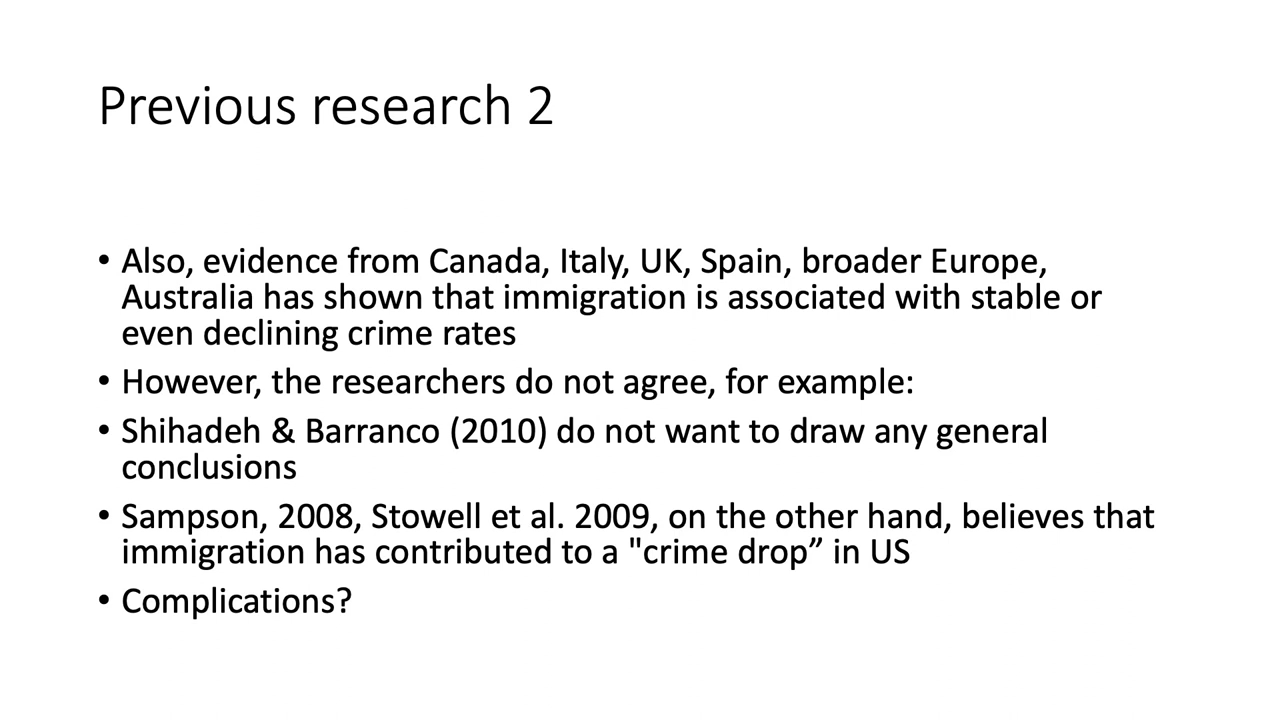 Previous research 2
• Also, evidence from Canada, Italy, UK, Spain, broader Europe,
Australia has shown that immigration is associated with stable or
even declining crime rates
• However, the researchers do not agree, for example:
• Shihadeh & Barranco (2010) do not want to draw any general
conclusions
• Sampson, 2008, Stowell et al. 2009, on the other hand, believes that
immigration has contributed to a "crime drop” in US
• Complications?